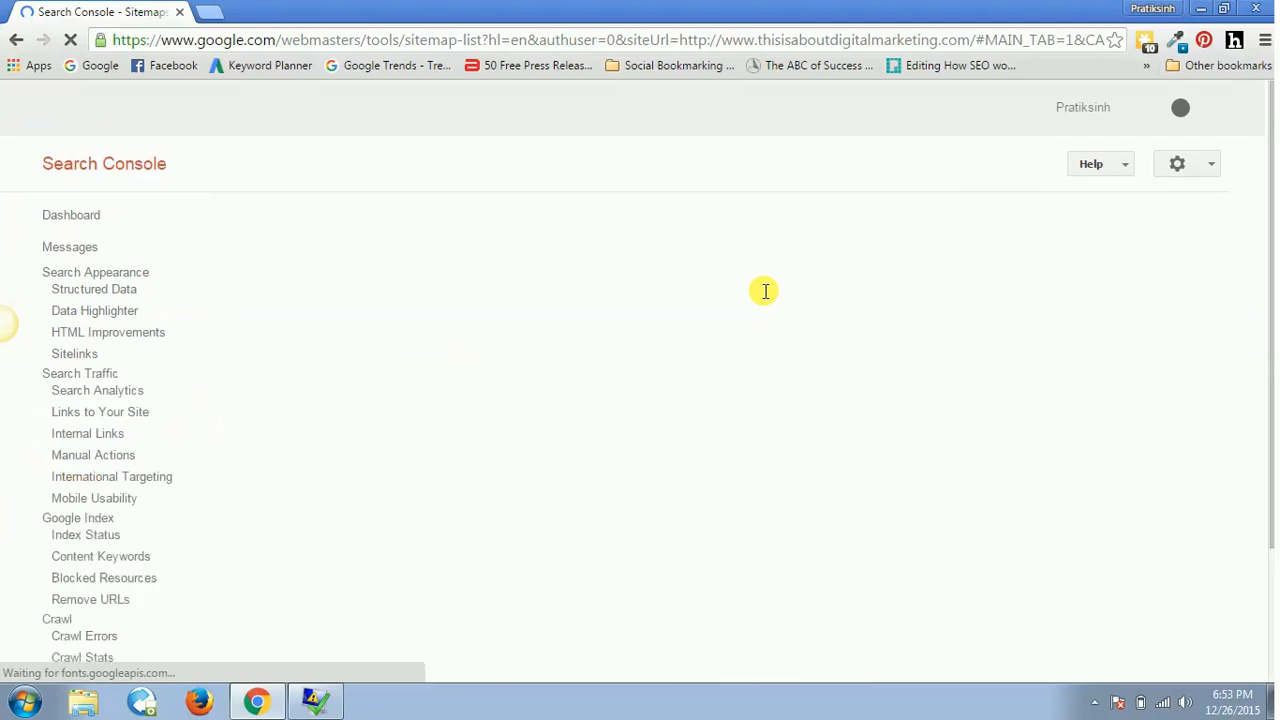 Search Console - Sitemaps
Pratiksinh
https://www.google.com/webmasters/tools/sitemap-list?hl=en&authuser=0&siteUrl=http://www.thisisaboutdigitalmarketing.com/#MAIN_TAB=1&CA
10
Apps Google Facebook Keyword Planner Google Trends - Tre... 50 Free Press Releas... Social Bookmarking ... The ABC of Success ... Editing How SEO wo... » Other bookmarks
Pratiksinh
Search Console
Help
Dashboard
Messages
Search Appearance
Structured Data
Data Highlighter
HTML Improvements
Sitelinks
Search Traffic
Search Analytics
Links to Your Site
Internal Links
Manual Actions
International Targeting
Mobile Usability
Google Index
Index Status
Content Keywords
Blocked Resources
Remove URLs
Crawl
Crawl Errors
Crawl Stats
Waiting for fonts.googleapis.com...
6:53 PM
12/26/2015